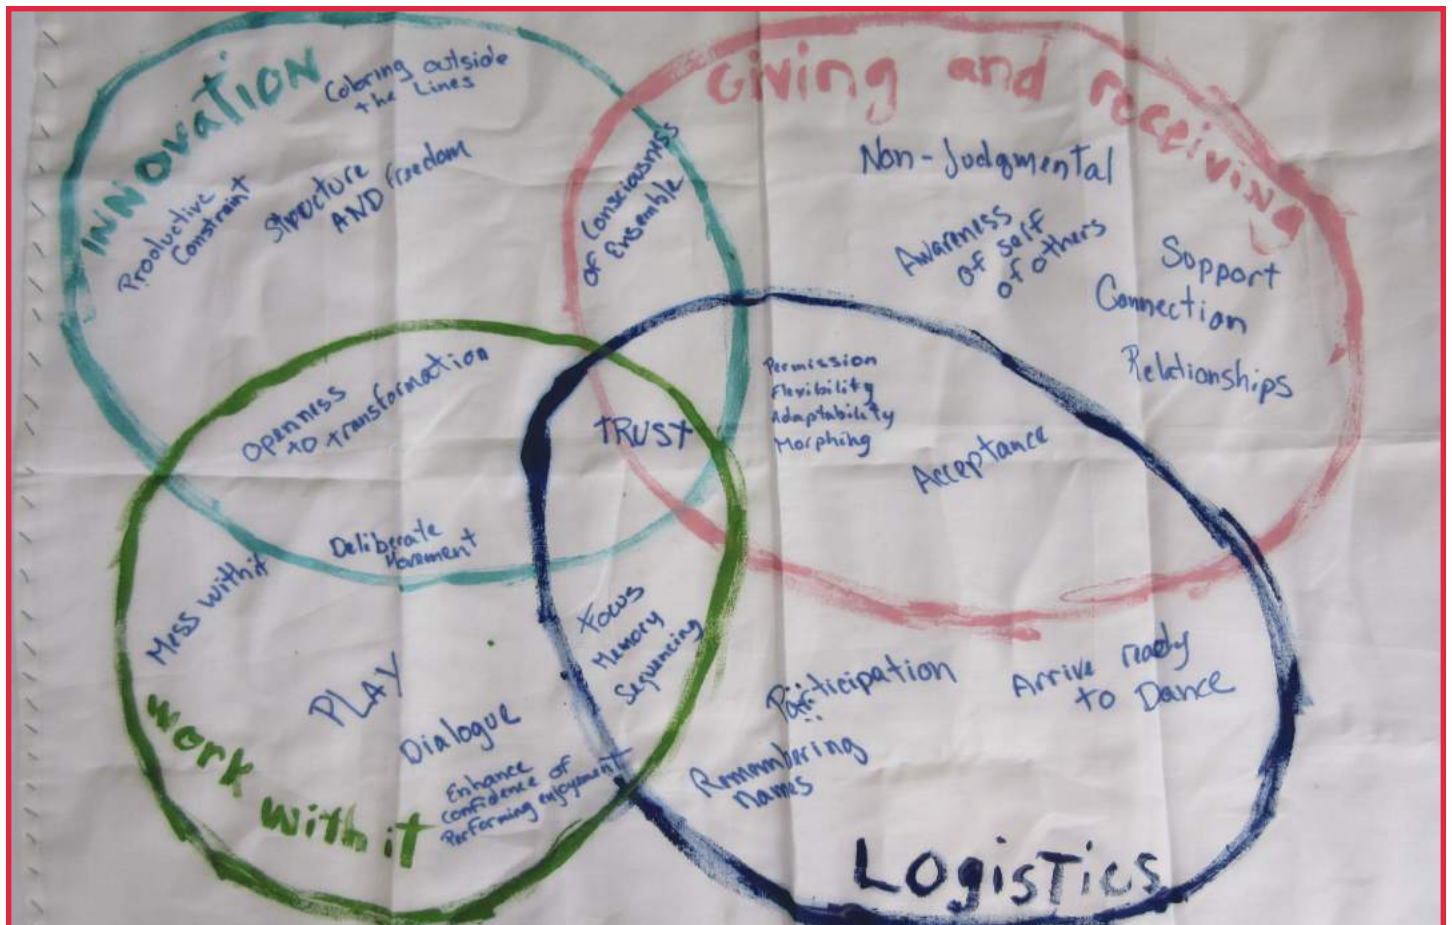 INNOVATION
Coloring outside
the Lines
Productive
Constraint
Structure
AND freedom
Consciousness
of Ensemble
Giving and receiving
Non-Judgmental
Awareness
of self
of others
Support
Connection
Relationships
Openness
to transformation
TRUST
Permission
Flexibility
Adaptability
Morphing
Acceptance
Deliberate
Movement
Mess with it
PLAY
Dialogue
Enhance
confidence of
Performing enjoyment
work with it
Focus
Memory
Sequencing
Participation
Arrive ready
to Dance
Remembering
names
LOGISTICS